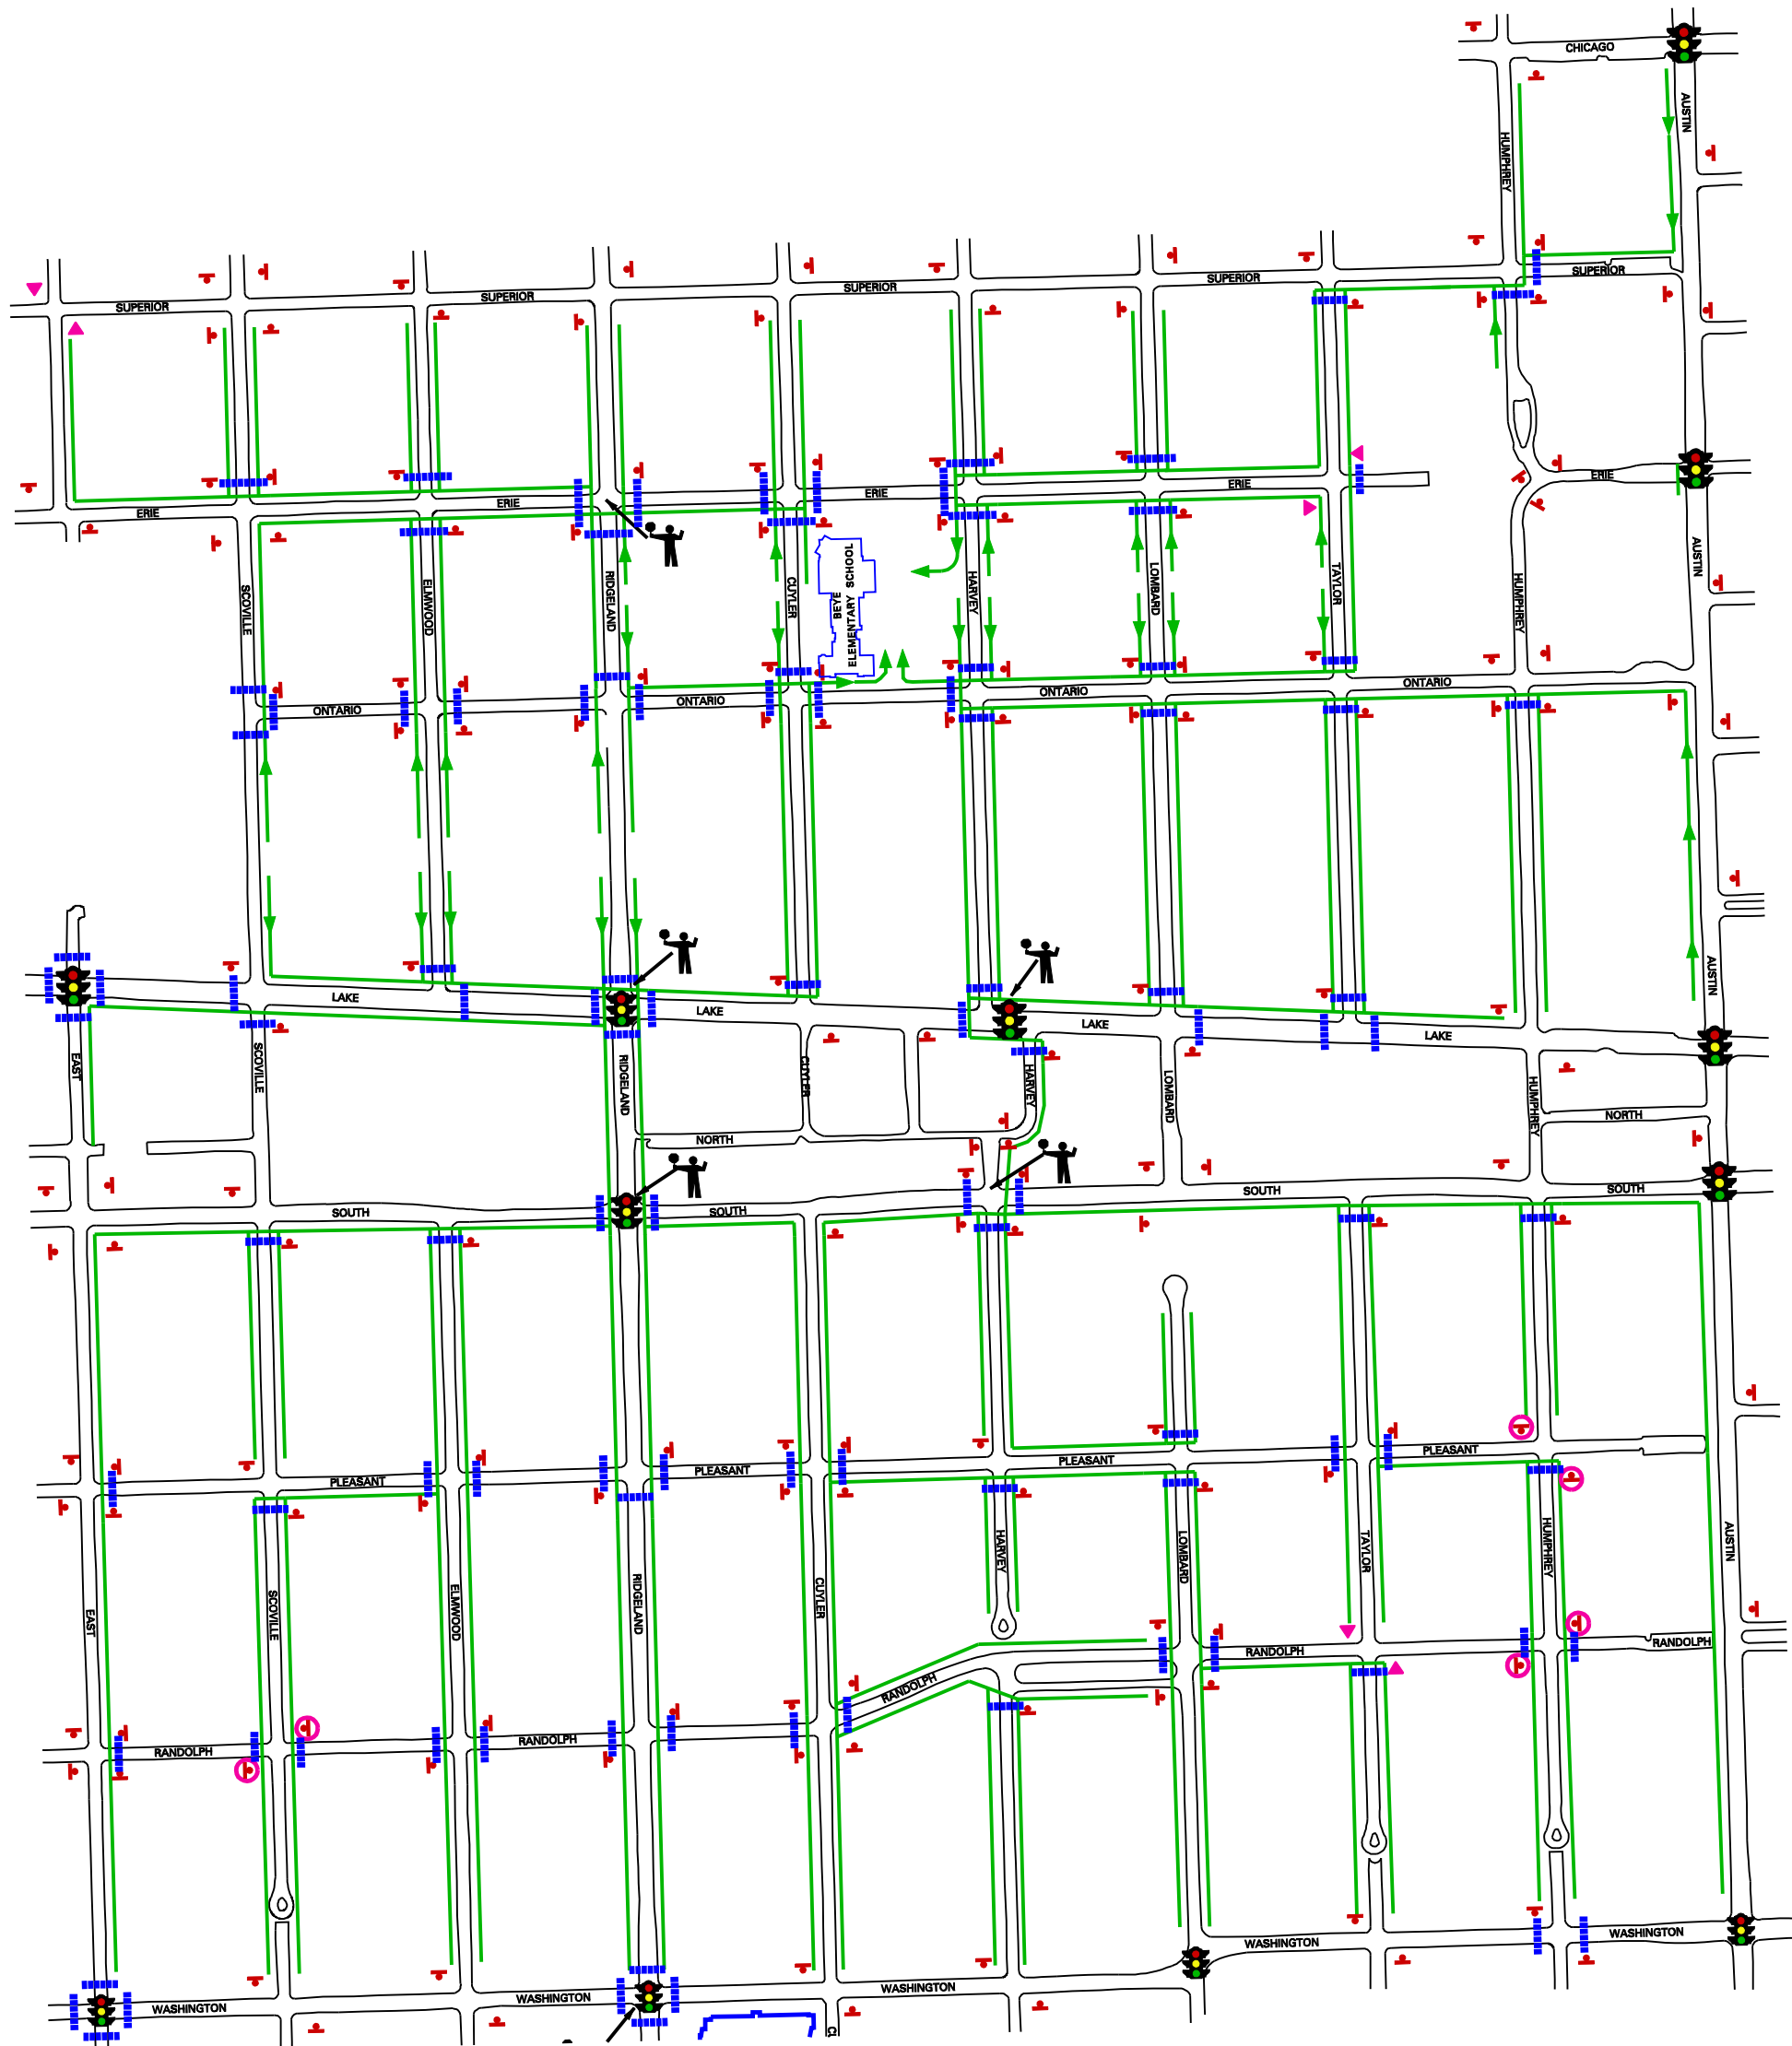 CHICAGO
AUSTIN
HUMPHREY
SUPERIOR
SUPERIOR
SUPERIOR
SUPERIOR
SUPERIOR
ERIE
ERIE
ERIE
ERIE
ERIE
SCOVILLE
ELMWOOD
RIDGELAND
CUYLER
BEYE
ELEMENTARY SCHOOL
HARVEY
LOMBARD
TAYLOR
HUMPHREY
AUSTIN
ONTARIO
ONTARIO
ONTARIO
ONTARIO
AUSTIN
LAKE
LAKE
LAKE
LAKE
EAST
SCOVILLE
RIDGELAND
CUYLER
HARVEY
LOMBARD
HUMPHREY
NORTH
NORTH
SOUTH
SOUTH
SOUTH
SOUTH
PLEASANT
PLEASANT
PLEASANT
PLEASANT
EAST
SCOVILLE
ELMWOOD
RIDGELAND
CUYLER
HARVEY
LOMBARD
TAYLOR
HUMPHREY
AUSTIN
RANDOLPH
RANDOLPH
RANDOLPH
RANDOLPH
RANDOLPH
WASHINGTON
WASHINGTON
WASHINGTON
WASHINGTON
WASHINGTON